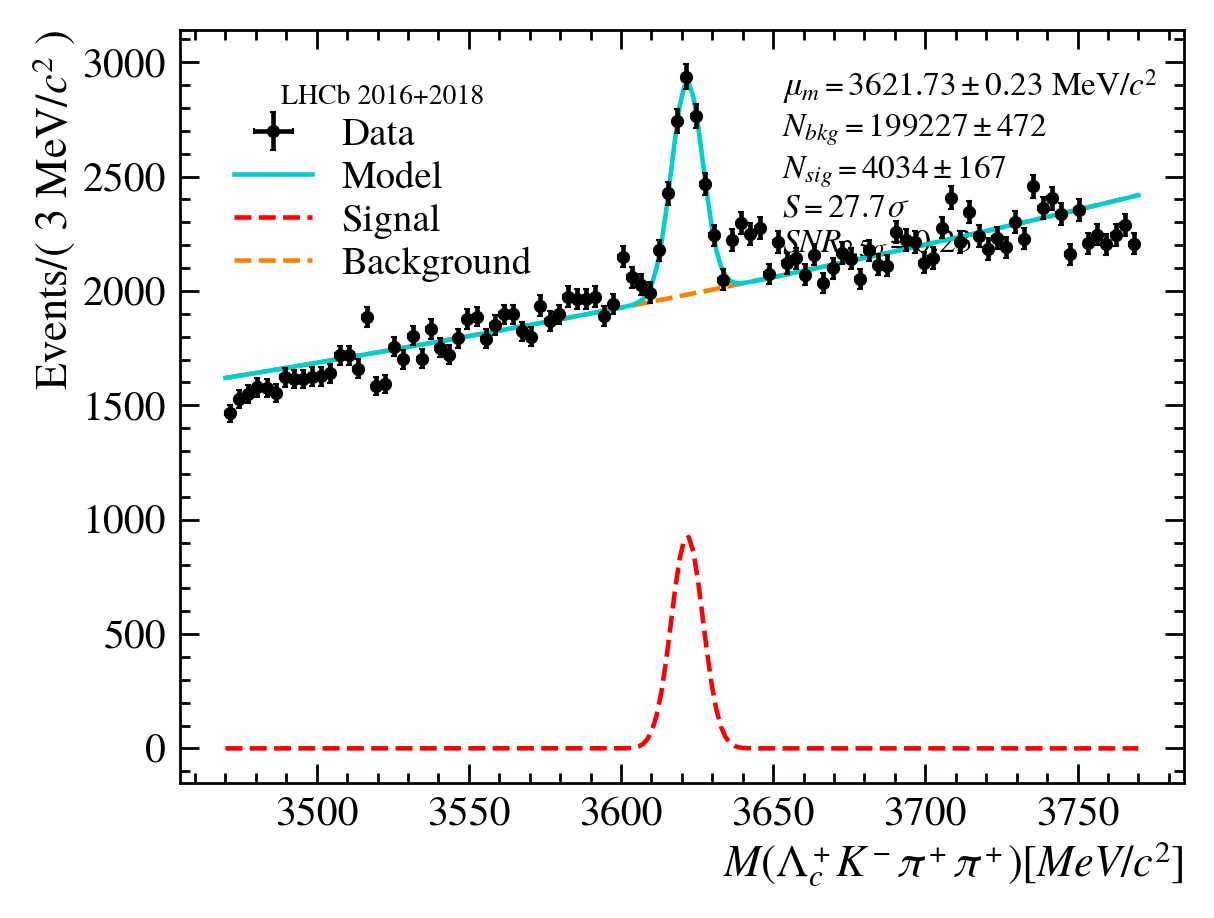 Events/( 3 MeV/c² )
3000
2500
2000
1500
1000
500
0
LHCb 2016+2018
Data
Model
Signal
Background
μₘ = 3621.73 ± 0.23 MeV/c²
N_bkg = 199227 ± 472
N_sig = 4034 ± 167
S = 27.7σ
3500 3550 3600 3650 3700 3750
M(Λ_c⁺K⁻π⁺π⁺)[MeV/c²]